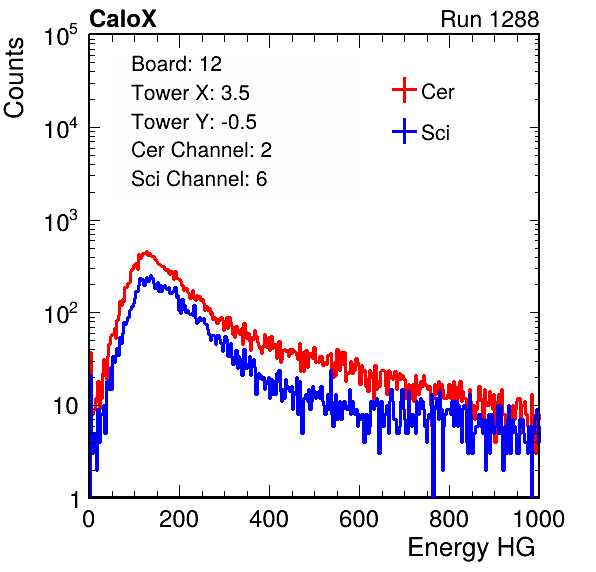 CaloX Run 1288
Counts
10^5
10^4
10^3
10^2
10
1
Board: 12
Tower X: 3.5
Tower Y: -0.5
Cer Channel: 2
Sci Channel: 6
Cer
Sci
0 200 400 600 800 1000
Energy HG